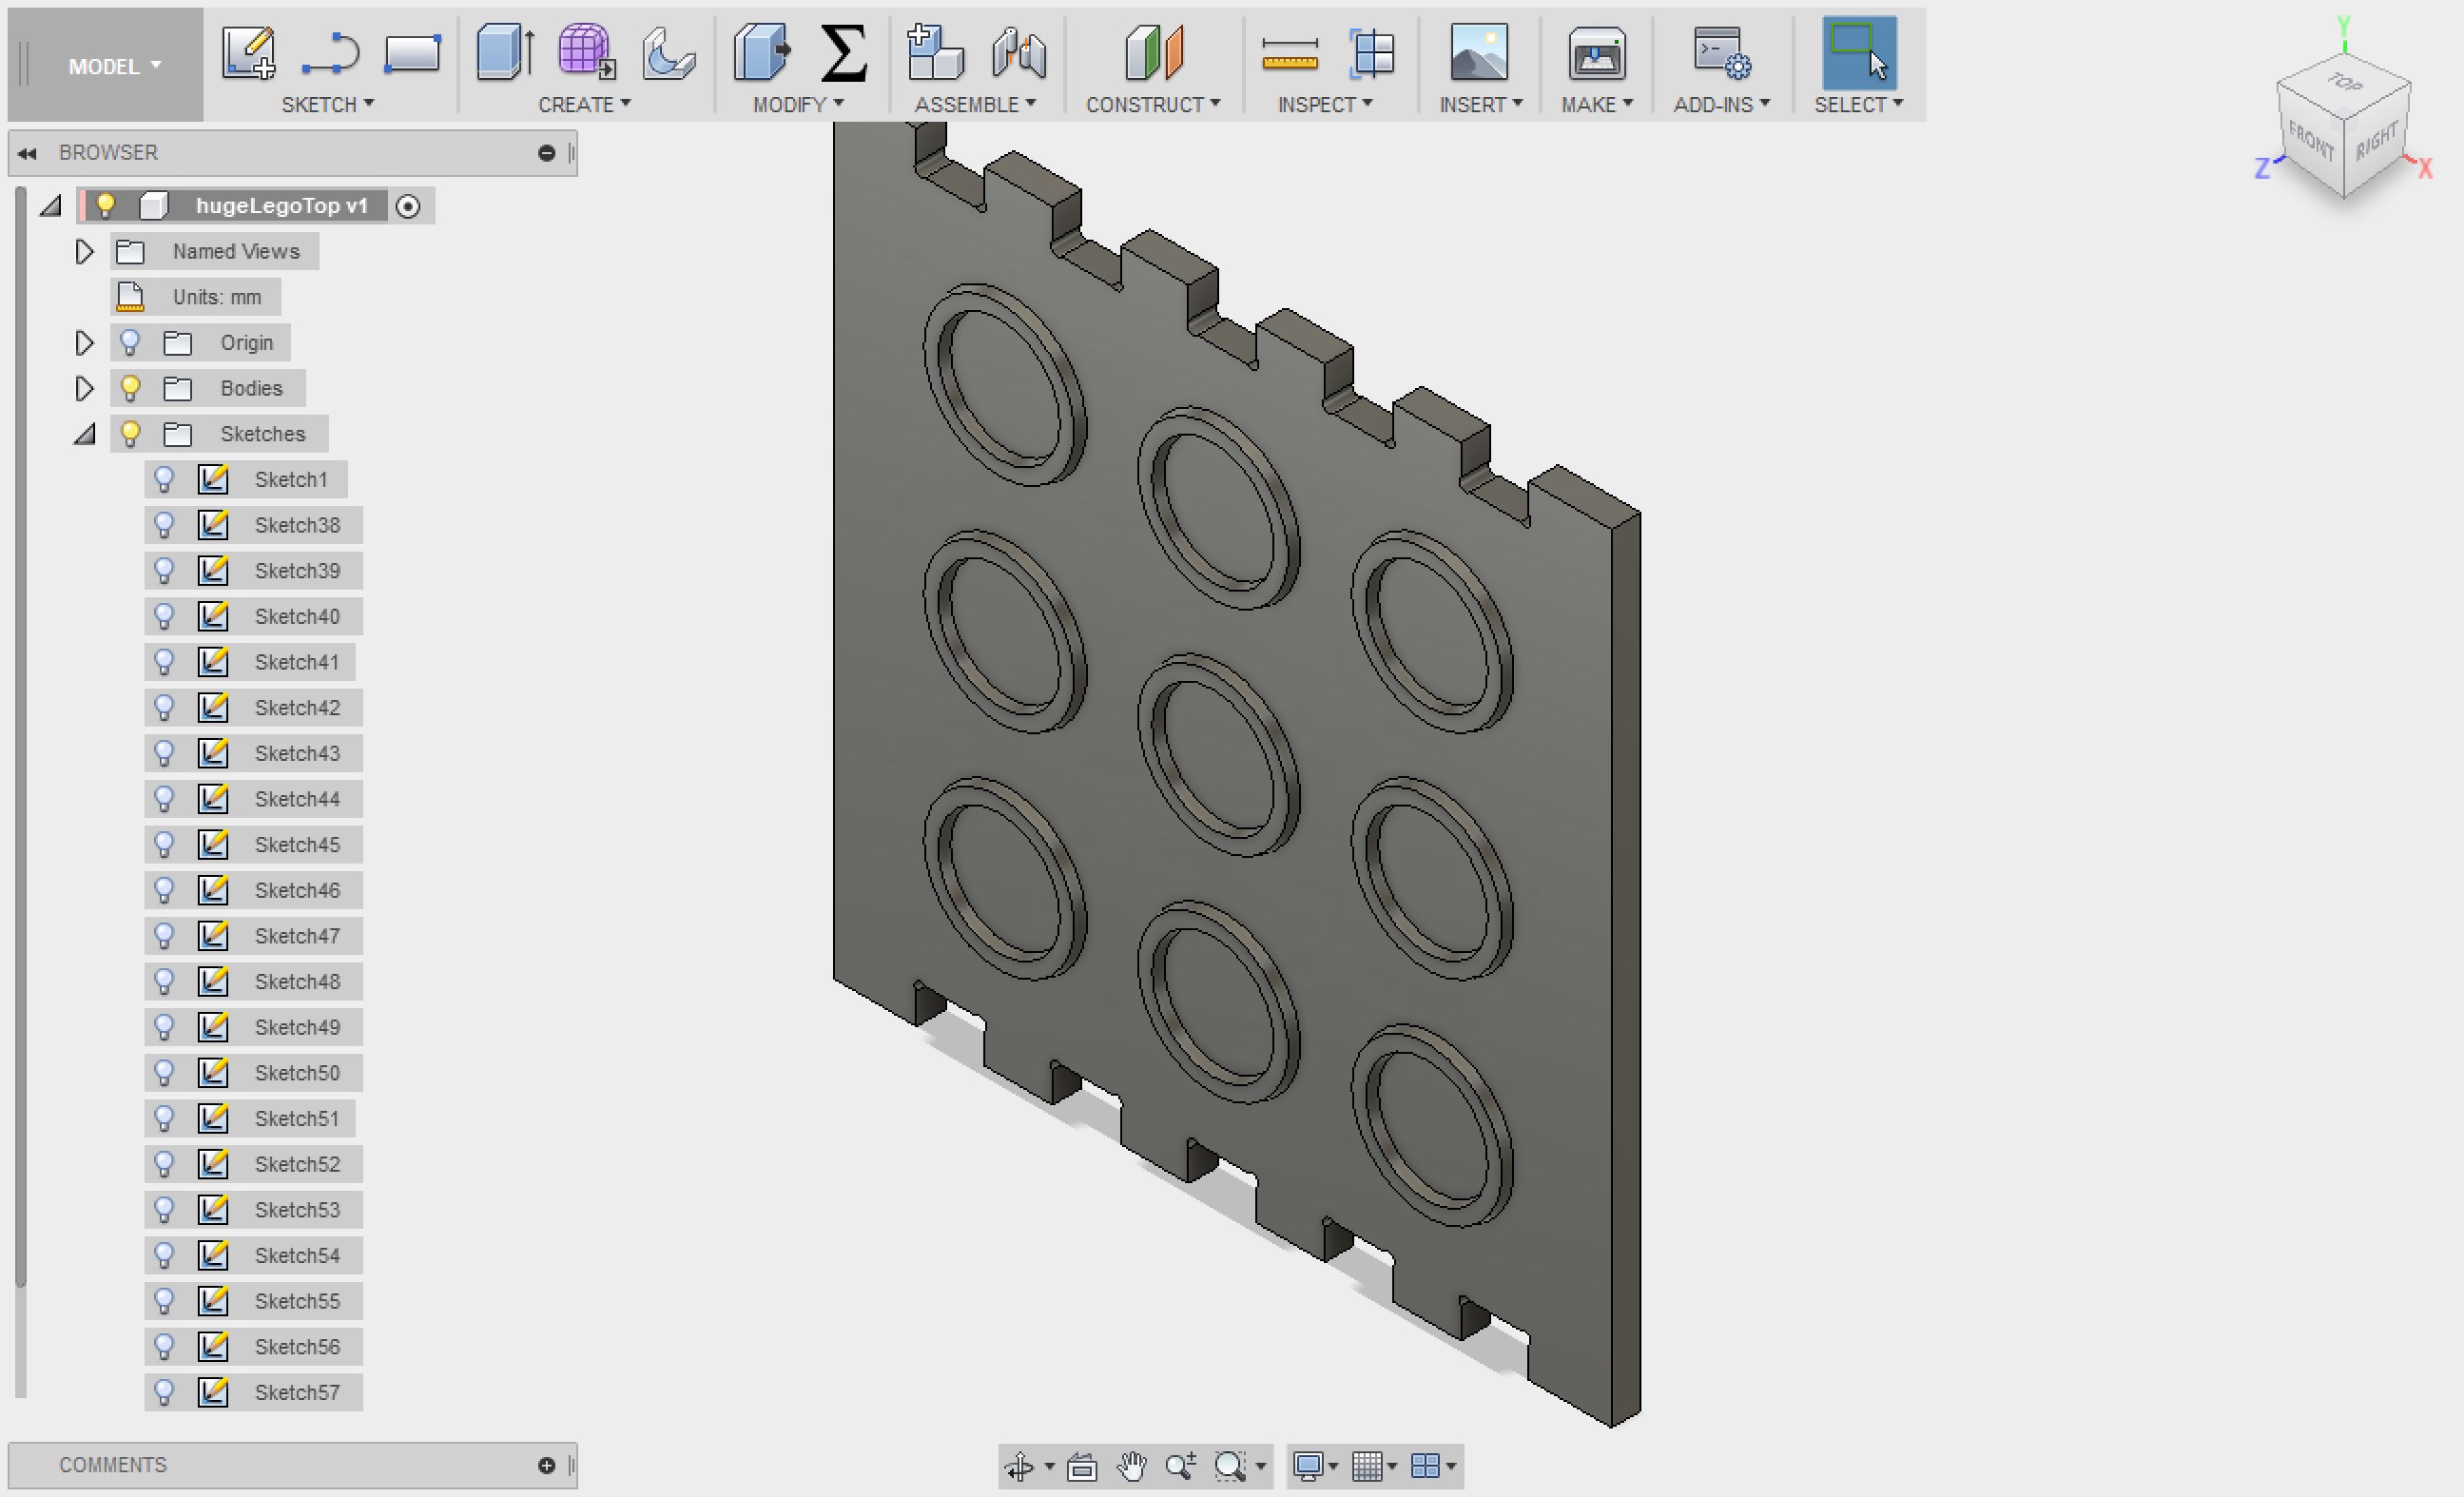 MODEL
SKETCH
CREATE
MODIFY
ASSEMBLE
CONSTRUCT
INSPECT
INSERT
MAKE
ADD-INS
SELECT
Y
TOP
FRONT
RIGHT
Z
X
BROWSER
hugeLegoTop v1
Named Views
Units: mm
Origin
Bodies
Sketches
Sketch1
Sketch38
Sketch39
Sketch40
Sketch41
Sketch42
Sketch43
Sketch44
Sketch45
Sketch46
Sketch47
Sketch48
Sketch49
Sketch50
Sketch51
Sketch52
Sketch53
Sketch54
Sketch55
Sketch56
Sketch57
COMMENTS